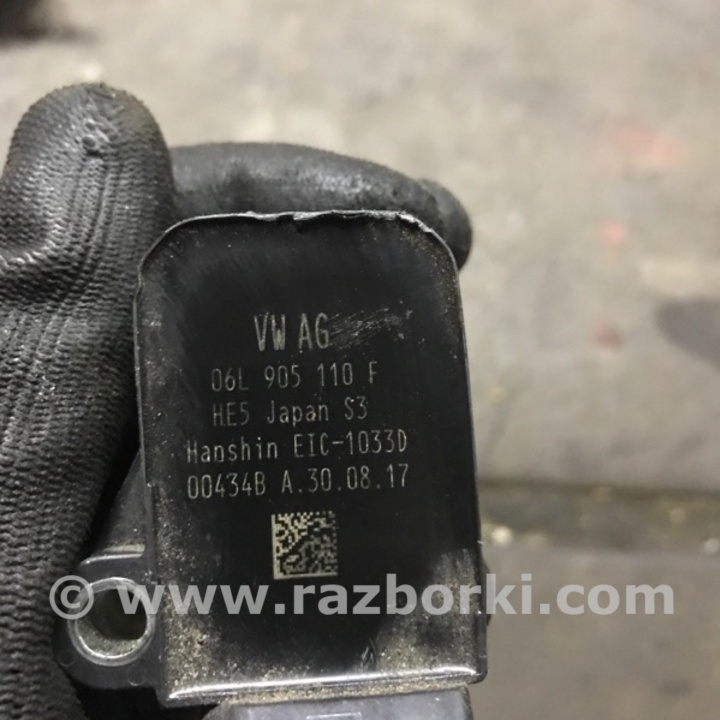 VW AG
06L 905 110 F
HE5 Japan S3
Hanshin EIC-1033D
00434B A.30.08.17
© www.razborki.com